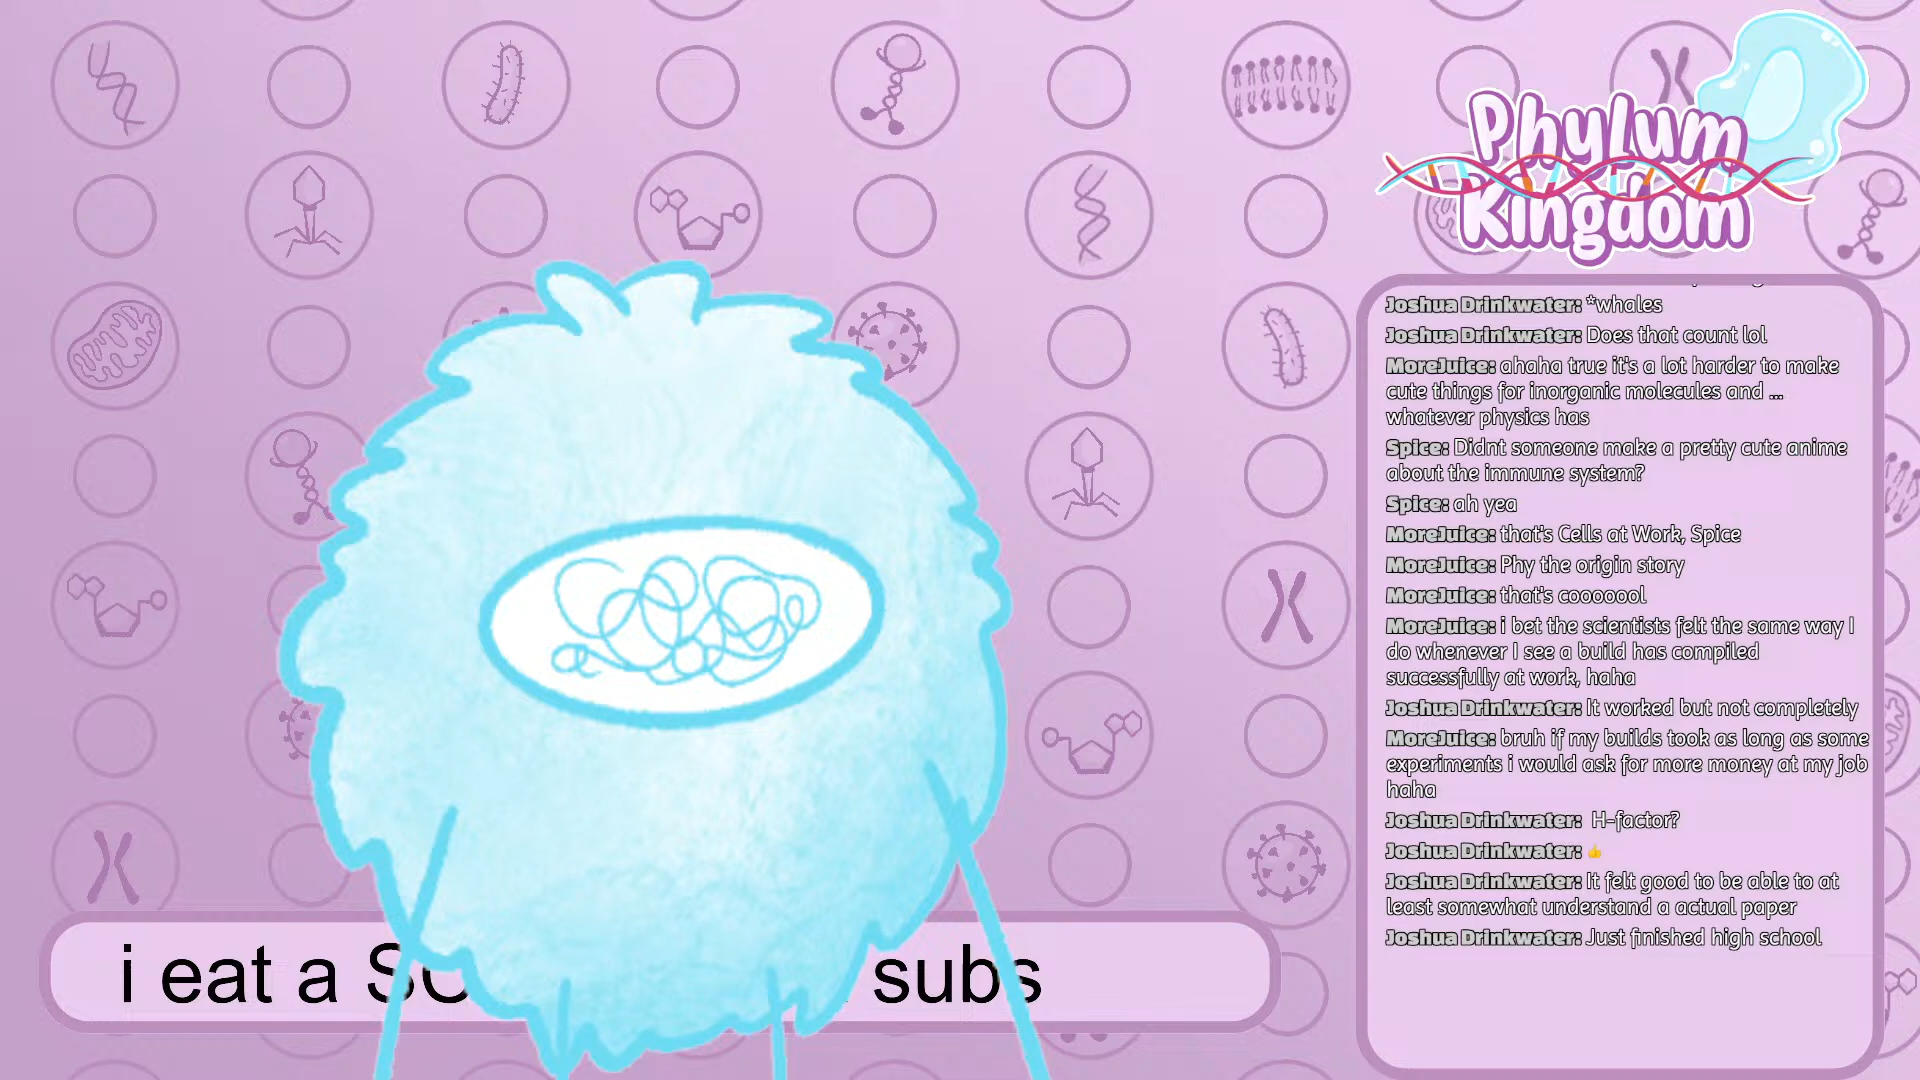 Phylum
Kingdom
Joshua Drinkwater: *whales
Joshua Drinkwater: Does that count lol
MoreJuice: ahaha true it's a lot harder to make
cute things for inorganic molecules and ...
whatever physics has
Spice: Didnt someone make a pretty cute anime
about the immune system?
Spice: ah yea
MoreJuice: that's Cells at Work, Spice
MoreJuice: Phy the origin story
MoreJuice: that's cooooool
MoreJuice: i bet the scientists felt the same way I
do whenever I see a build has compiled
successfully at work, haha
Joshua Drinkwater: It worked but not completely
MoreJuice: bruh if my builds took as long as some
experiments i would ask for more money at my job
haha
Joshua Drinkwater: H-factor?
Joshua Drinkwater: 👍
Joshua Drinkwater: It felt good to be able to at
least somewhat understand a actual paper
Joshua Drinkwater: Just finished high school
i eat a subs